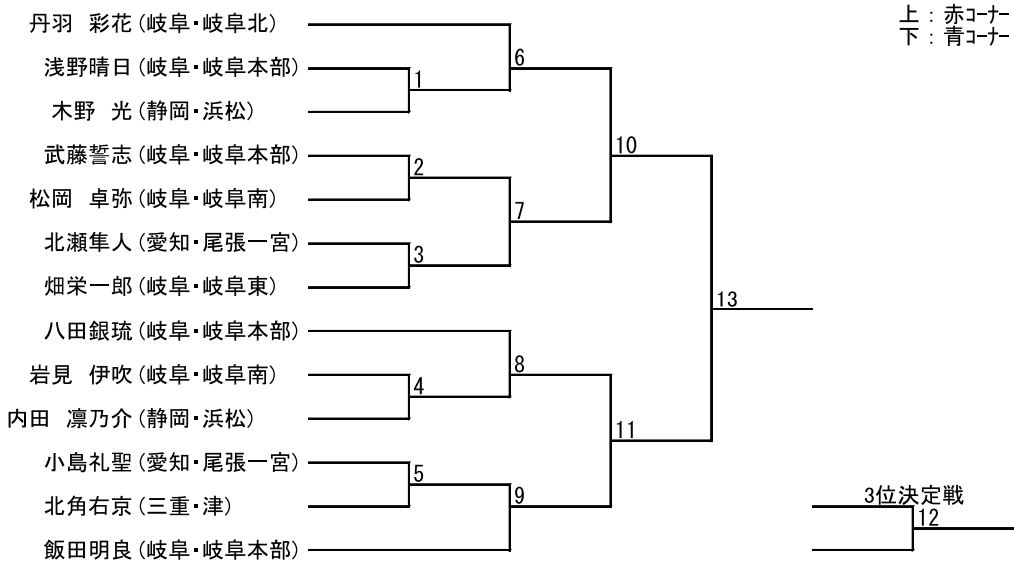 上：赤コーナー
下：青コーナー
丹羽　彩花(岐阜・岐阜北)
浅野晴日(岐阜・岐阜本部)
木野　光(静岡・浜松)
武藤誓志(岐阜・岐阜本部)
松岡　卓弥(岐阜・岐阜南)
北瀬隼人(愛知・尾張一宮)
畑栄一郎(岐阜・岐阜東)
八田銀琉(岐阜・岐阜本部)
岩見　伊吹(岐阜・岐阜南)
内田　凛乃介(静岡・浜松)
小島礼聖(愛知・尾張一宮)
北角右京(三重・津)
飯田明良(岐阜・岐阜本部)
1
2
3
4
5
6
7
8
9
10
11
13
3位決定戦
12